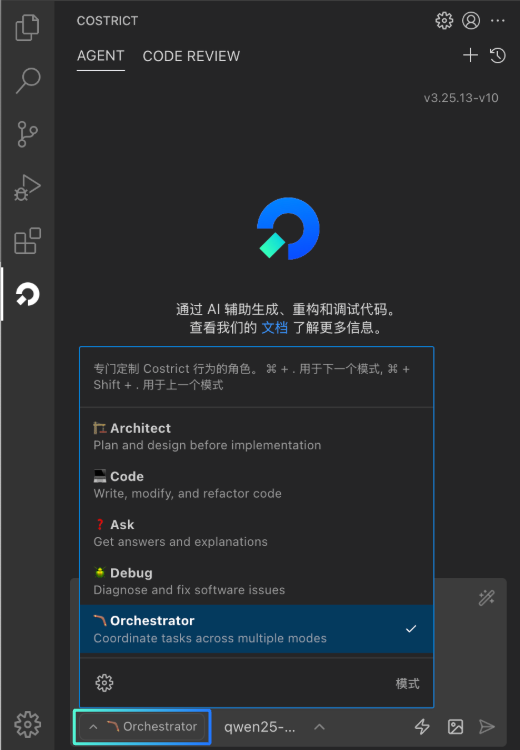 COSTRICT
AGENT CODE REVIEW
v3.25.13-v10
通过 AI 辅助生成、重构和调试代码。
查看我们的 文档 了解更多信息。
专门定制 Costrict 行为的角色。 ⌘ + . 用于下一个模式, ⌘ +
Shift + . 用于上一个模式
Architect
Plan and design before implementation
Code
Write, modify, and refactor code
Ask
Get answers and explanations
Debug
Diagnose and fix software issues
Orchestrator
Coordinate tasks across multiple modes
模式
Orchestrator qwen25-...